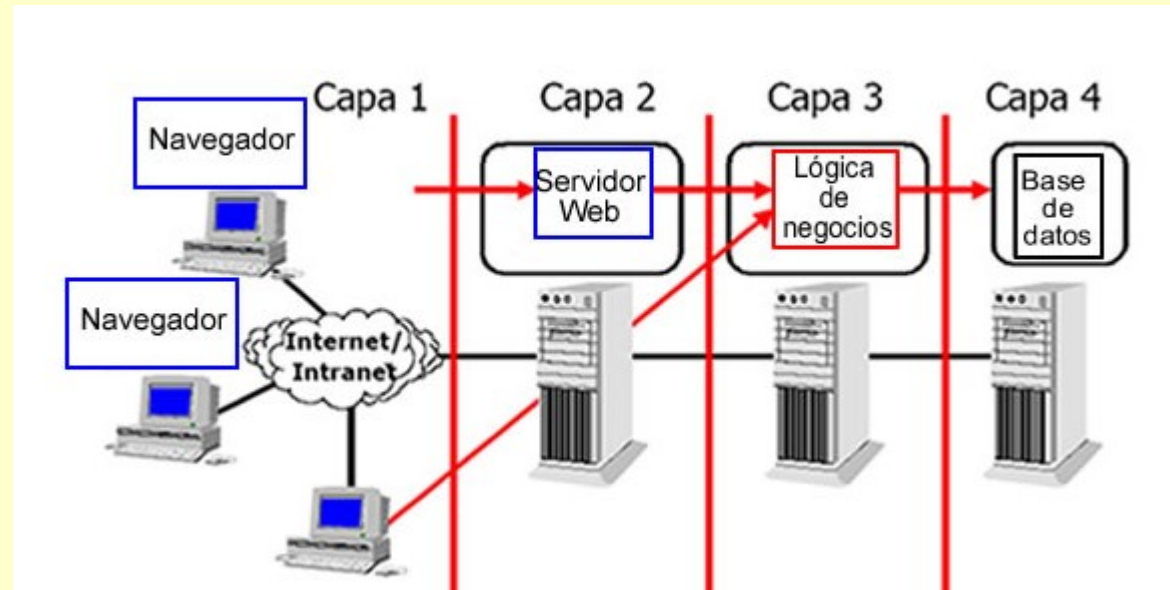 Capa 1
Capa 2
Capa 3
Capa 4
Navegador
Navegador
Internet/
Intranet
Servidor
Web
Lógica
de
negocios
Base
de
datos